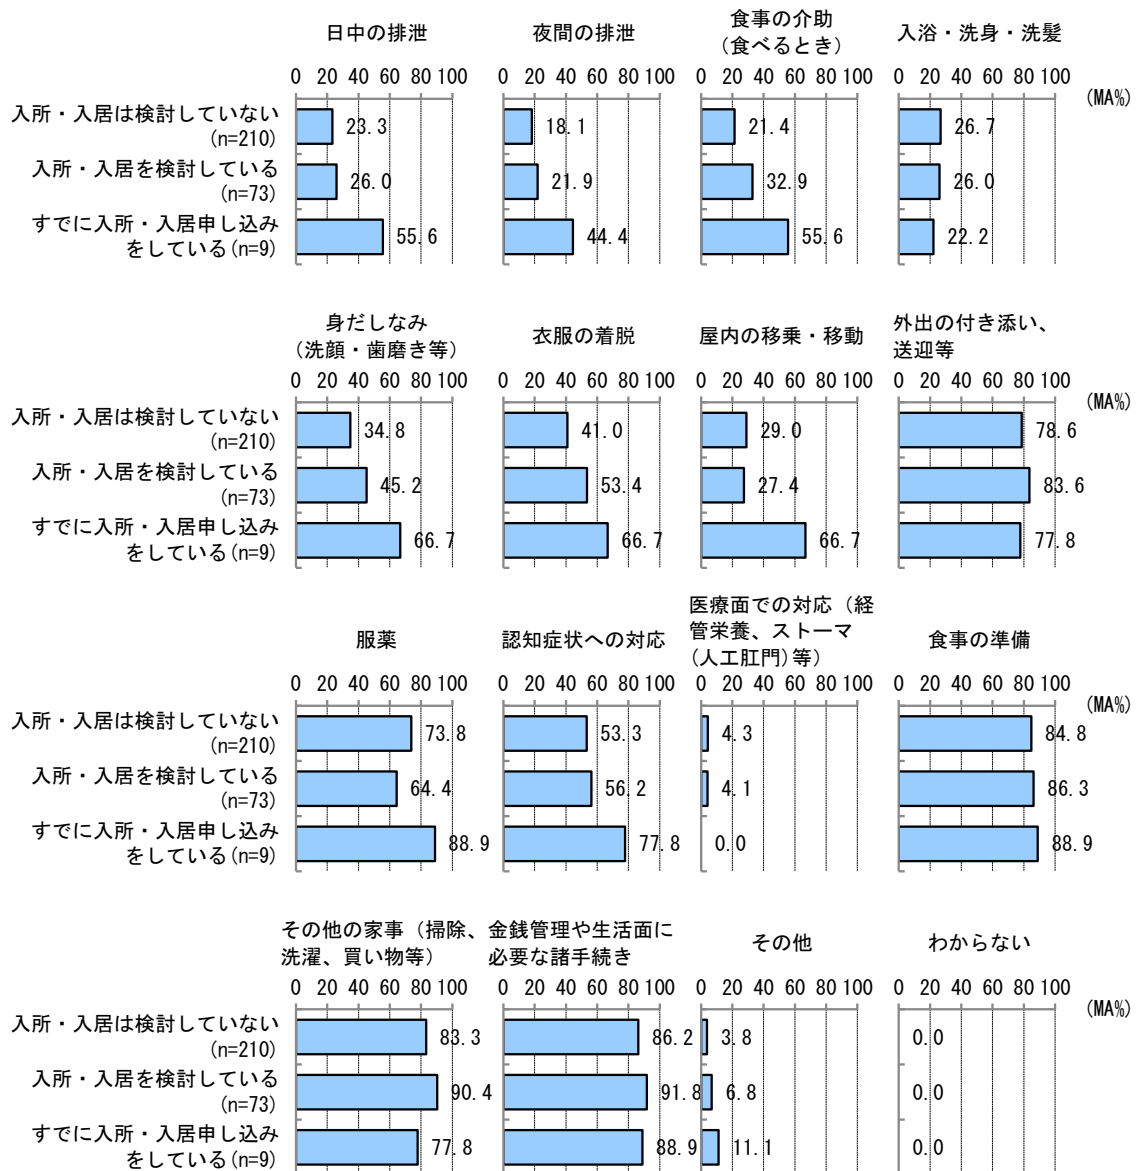 日中の排泄
夜間の排泄
食事の介助
(食べるとき)
入浴・洗身・洗髪
0 20 40 60 80 100
0 20 40 60 80 100
0 20 40 60 80 100
0 20 40 60 80 100
(MA%)
入所・入居は検討していない
(n=210)
23.3
18.1
21.4
26.7
入所・入居を検討している
(n=73)
26.0
21.9
32.9
26.0
すでに入所・入居申し込み
をしている(n=9)
55.6
44.4
55.6
22.2
身だしなみ
(洗顔・歯磨き等)
衣服の着脱
屋内の移乗・移動
外出の付き添い、
送迎等
0 20 40 60 80 100
0 20 40 60 80 100
0 20 40 60 80 100
0 20 40 60 80 100
(MA%)
入所・入居は検討していない
(n=210)
34.8
41.0
29.0
78.6
入所・入居を検討している
(n=73)
45.2
53.4
27.4
83.6
すでに入所・入居申し込み
をしている(n=9)
66.7
66.7
66.7
77.8
服薬
認知症状への対応
医療面での対応（経
管栄養、ストーマ
(人工肛門)等）
食事の準備
0 20 40 60 80 100
0 20 40 60 80 100
0 20 40 60 80 100
0 20 40 60 80 100
(MA%)
入所・入居は検討していない
(n=210)
73.8
53.3
4.3
84.8
入所・入居を検討している
(n=73)
64.4
56.2
4.1
86.3
すでに入所・入居申し込み
をしている(n=9)
88.9
77.8
0.0
88.9
その他の家事（掃除、
洗濯、買い物等）
金銭管理や生活面に
必要な諸手続き
その他
わからない
0 20 40 60 80 100
0 20 40 60 80 100
0 20 40 60 80 100
0 20 40 60 80 100
(MA%)
入所・入居は検討していない
(n=210)
83.3
86.2
3.8
0.0
入所・入居を検討している
(n=73)
90.4
91.8
6.8
0.0
すでに入所・入居申し込み
をしている(n=9)
77.8
88.9
11.1
0.0